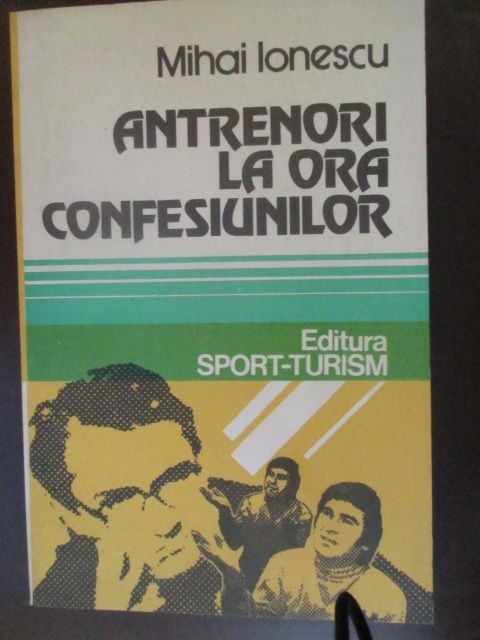 Mihai Ionescu
ANTRENORI
LA ORA
CONFESIUNILOR
Editura
SPORT-TURISM